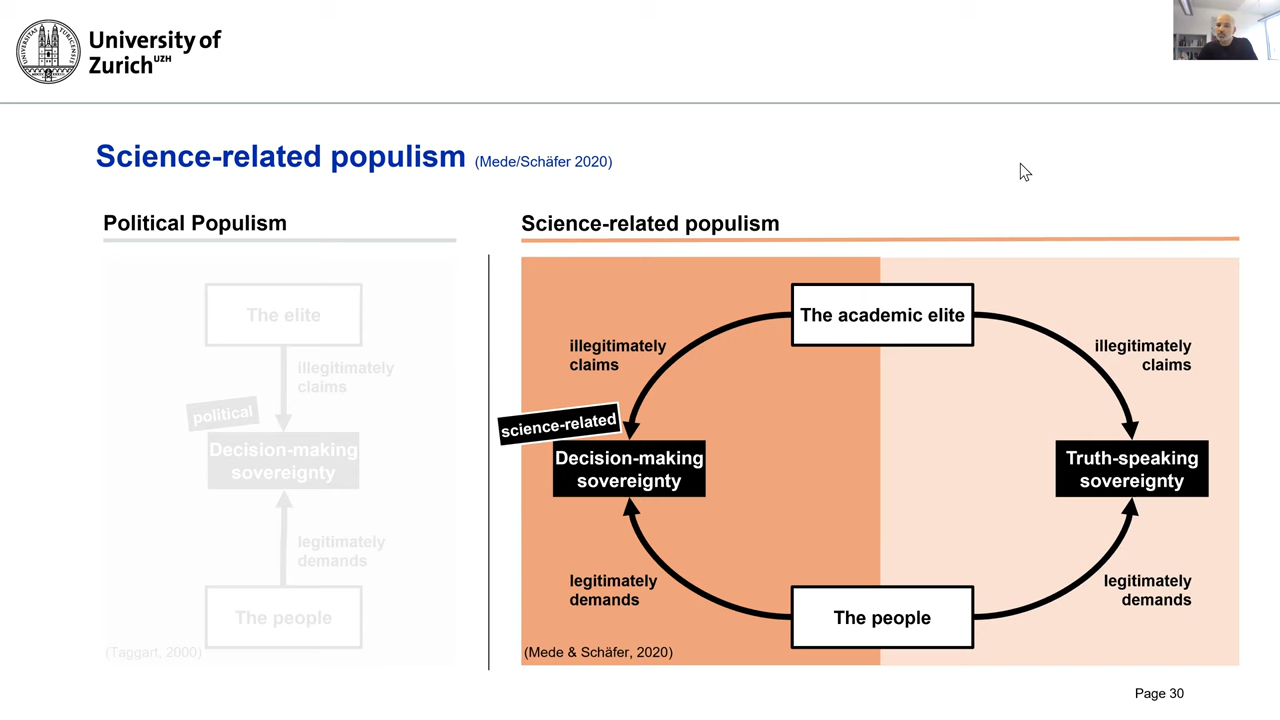 University of
Zurich UZH
Science-related populism (Mede/Schäfer 2020)
Political Populism
The elite
illegitimately
claims
political
Decision-making
sovereignty
legitimately
demands
The people
(Taggart, 2000)
Science-related populism
The academic elite
illegitimately
claims
illegitimately
claims
science-related
Decision-making
sovereignty
Truth-speaking
sovereignty
legitimately
demands
legitimately
demands
The people
(Mede & Schäfer, 2020)
Page 30